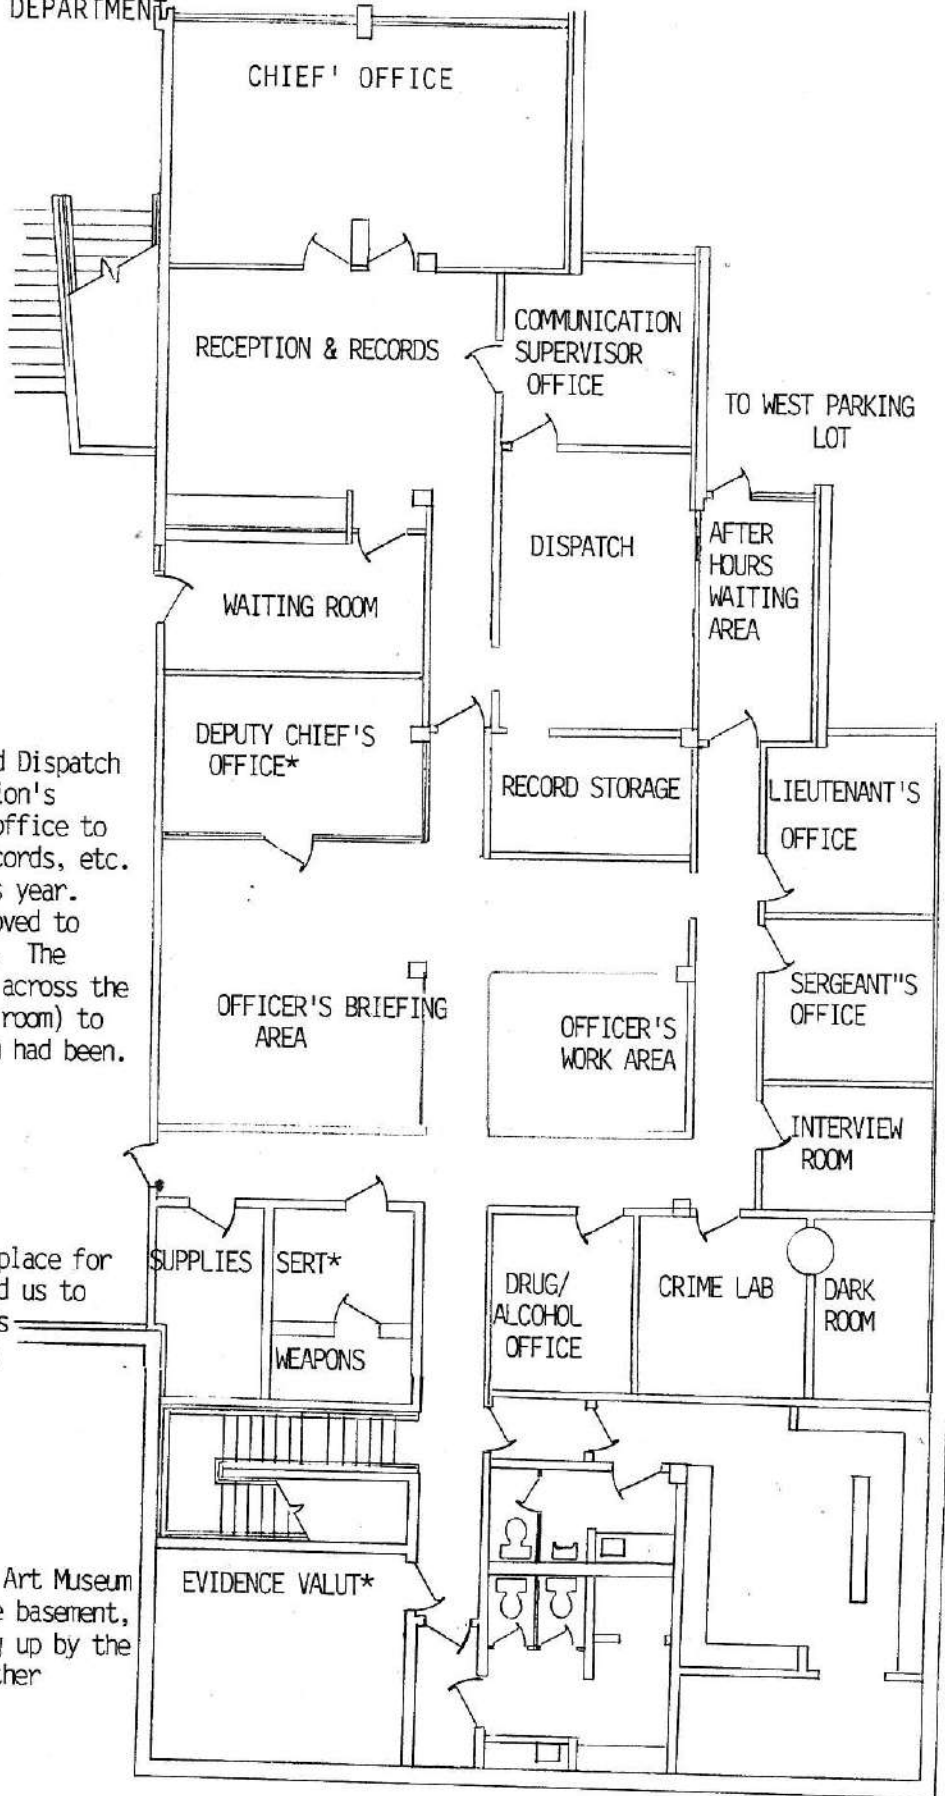 DEPARTMENT
CHIEF' OFFICE
RECEPTION & RECORDS
COMMUNICATION
SUPERVISOR
OFFICE
TO WEST PARKING
LOT
DISPATCH
AFTER
HOURS
WAITING
AREA
WAITING ROOM
DEPUTY CHIEF'S
OFFICE*
RECORD STORAGE
LIEUTENANT'S
OFFICE
d Dispatch
ion's
office to
cords, etc.
s year.
oved to
The
across the
room) to
had been.
OFFICER'S BRIEFING
AREA
OFFICER'S
WORK AREA
SERGEANT"S
OFFICE
INTERVIEW
ROOM
place for
d us to
s
SUPPLIES
SERT*
WEAPONS
DRUG/
ALCOHOL
OFFICE
CRIME LAB
DARK
ROOM
EVIDENCE VALUT*
Art Museum
e basement,
up by the
ther